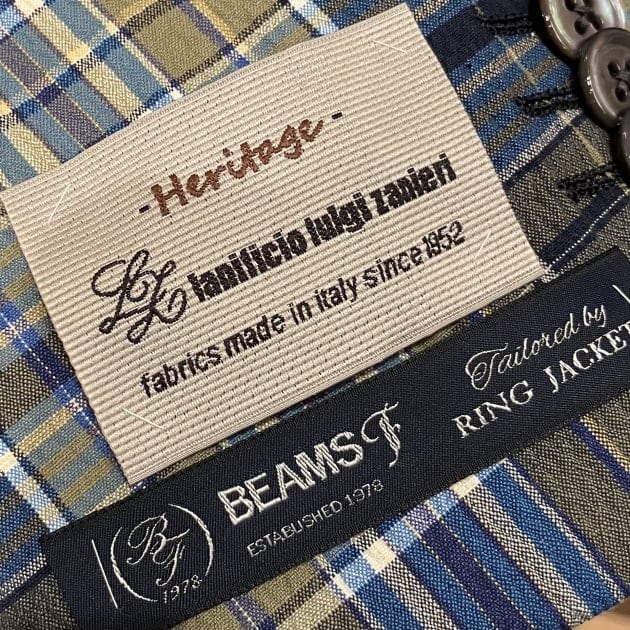 -Heritage-
LZ lanificio luigi zanieri
fabrics made in italy since 1952
BF
1978
BEAMS F
ESTABLISHED 1978
Tailored by
RING JACKET